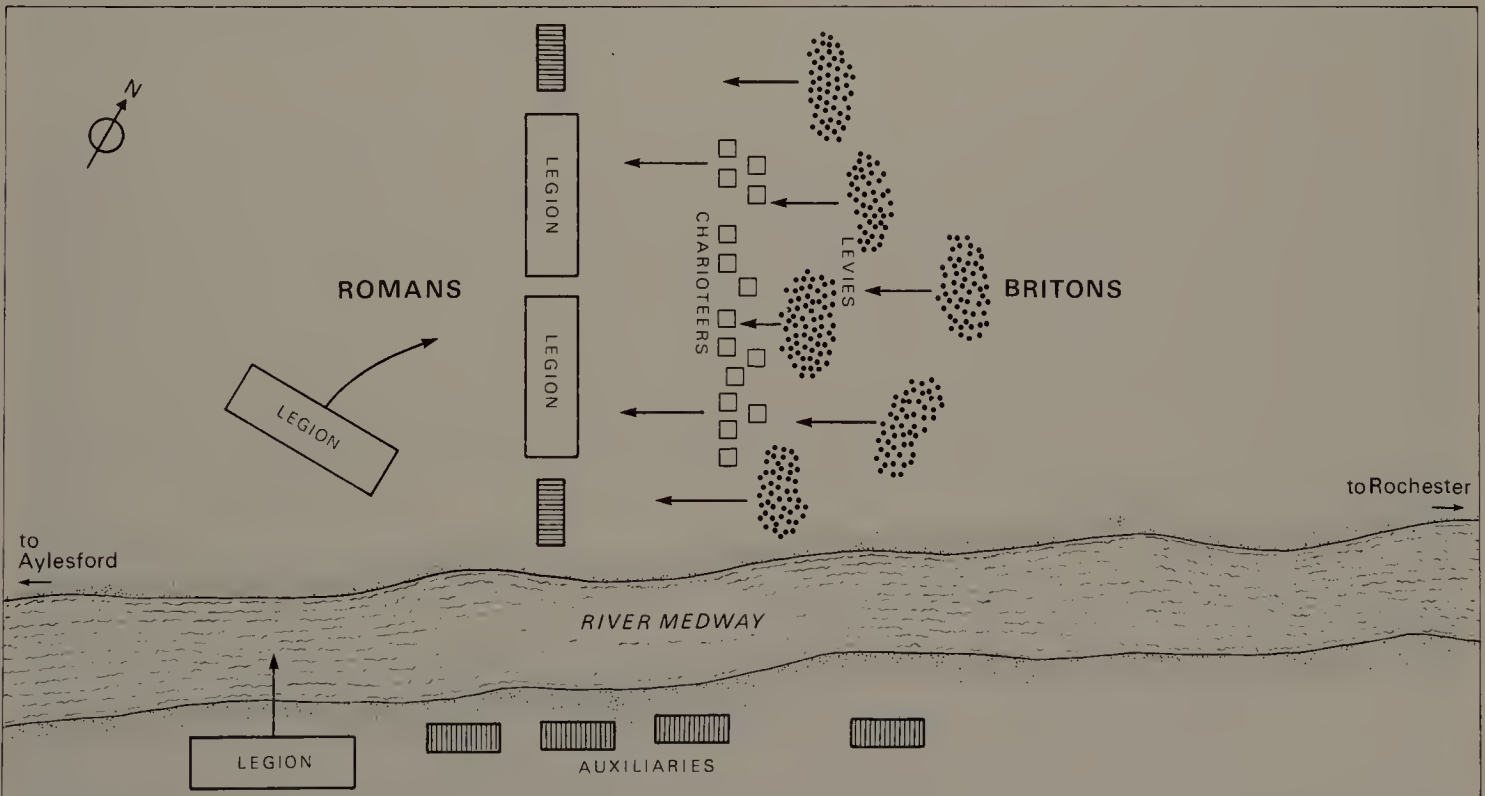 N
LEGION
CHARIOTEERS
LEVIES
ROMANS
BRITONS
LEGION
LEGION
to Rochester
to
Aylesford
RIVER MEDWAY
LEGION
AUXILIARIES